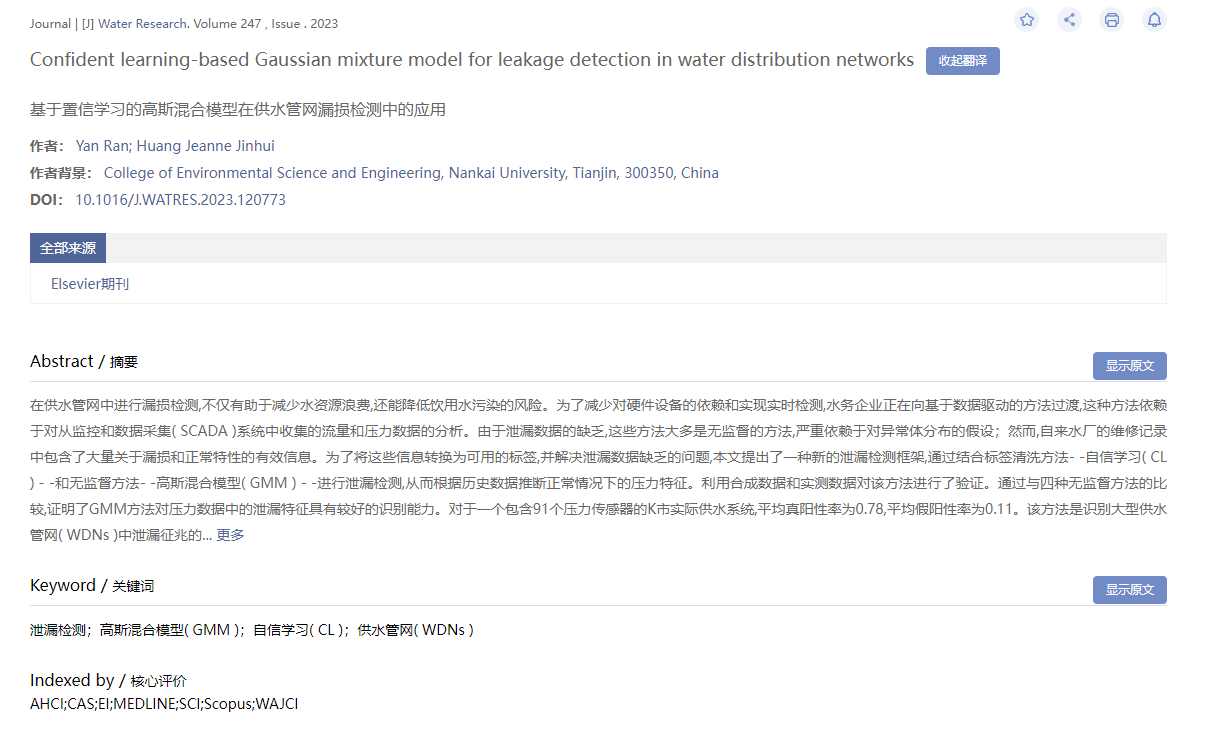 Journal | [J] Water Research. Volume 247 , Issue . 2023
Confident learning-based Gaussian mixture model for leakage detection in water distribution networks 收起翻译
基于置信学习的高斯混合模型在供水管网漏损检测中的应用
作者： Yan Ran; Huang Jeanne Jinhui
作者背景： College of Environmental Science and Engineering, Nankai University, Tianjin, 300350, China
DOI： 10.1016/J.WATRES.2023.120773
全部来源
Elsevier期刊
Abstract / 摘要 显示原文
在供水管网中进行漏损检测,不仅有助于减少水资源浪费,还能降低饮用水污染的风险。为了减少对硬件设备的依赖和实现实时检测,水务企业正在向基于数据驱动的方法过渡,这种方法依赖
于对从监控和数据采集( SCADA )系统中收集的流量和压力数据的分析。由于泄漏数据的缺乏,这些方法大多是无监督的方法,严重依赖于对异常体分布的假设；然而,自来水厂的维修记录
中包含了大量关于漏损和正常特性的有效信息。为了将这些信息转换为可用的标签,并解决泄漏数据缺乏的问题,本文提出了一种新的泄漏检测框架,通过结合标签清洗方法- -自信学习( CL
) - -和无监督方法- -高斯混合模型( GMM ) - -进行泄漏检测,从而根据历史数据推断正常情况下的压力特征。利用合成数据和实测数据对该方法进行了验证。通过与四种无监督方法的比
较,证明了GMM方法对压力数据中的泄漏特征具有较好的识别能力。对于一个包含91个压力传感器的K市实际供水系统,平均真阳性率为0.78,平均假阳性率为0.11。该方法是识别大型供水
管网( WDNs )中泄漏征兆的... 更多
Keyword / 关键词 显示原文
泄漏检测；高斯混合模型( GMM )；自信学习( CL )；供水管网( WDNs )
Indexed by / 核心评价
AHCI;CAS;EI;MEDLINE;SCI;Scopus;WAJCI